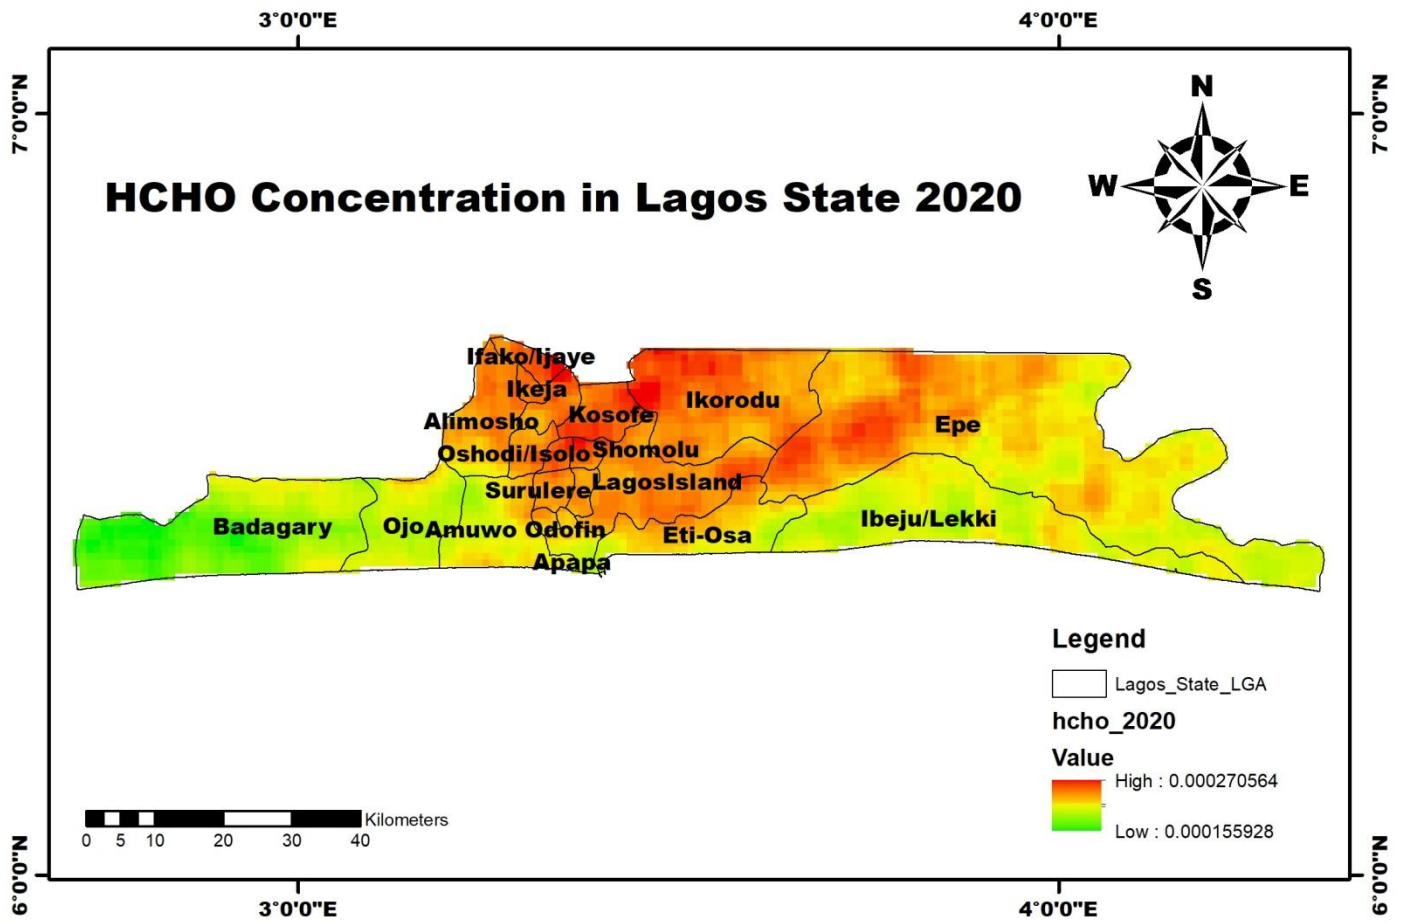 3°0'0"E
4°0'0"E
7°0'0"N
7°0'0"N
N
W
E
S
HCHO Concentration in Lagos State 2020
Ifako/Ijaye
Ikeja
Ikorodu
Alimosho
Kosofe
Epe
Oshodi/Isolo
Shomolu
Surulere
LagosIsland
Badagary
Ojo
Amuwo Odofin
Eti-Osa
Ibeju/Lekki
Apapa
Legend
Lagos_State_LGA
hcho_2020
Value
High : 0.000270564
Low : 0.000155928
Kilometers
0 5 10 20 30 40
6°0'0"N
6°0'0"N
3°0'0"E
4°0'0"E